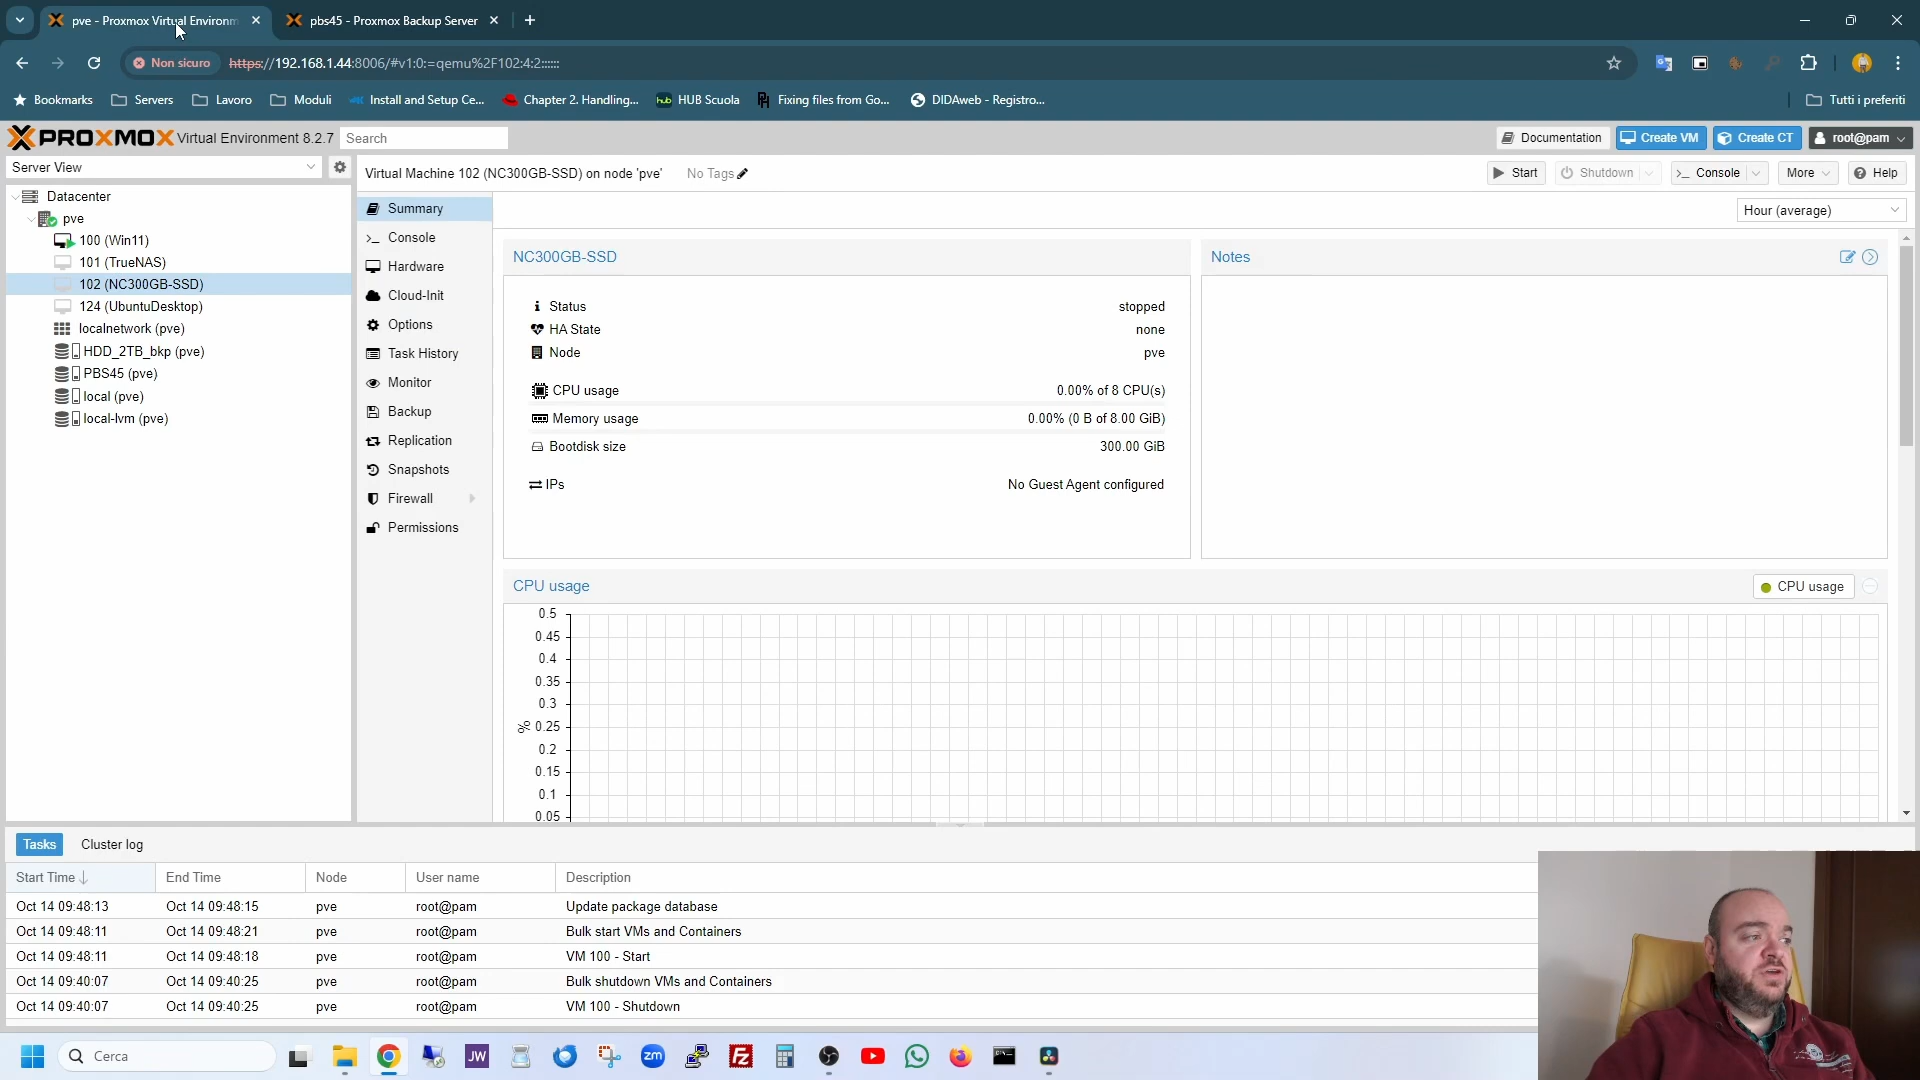 pve - Proxmox Virtual Environm
pbs45 - Proxmox Backup Server
Non sicuro
https://192.168.1.44:8006/#v1:0:=qemu%2F102:4:2::::::
Bookmarks
Servers
Lavoro
Moduli
Install and Setup Ce...
Chapter 2. Handling...
HUB Scuola
Fixing files from Go...
DIDAweb - Registro...
Tutti i preferiti
PROXMOX Virtual Environment 8.2.7
Search
Documentation
Create VM
Create CT
root@pam
Server View
Virtual Machine 102 (NC300GB-SSD) on node 'pve'
No Tags
Start
Shutdown
Console
More
Help
Datacenter
pve
100 (Win11)
101 (TrueNAS)
102 (NC300GB-SSD)
124 (UbuntuDesktop)
localnetwork (pve)
HDD_2TB_bkp (pve)
PBS45 (pve)
local (pve)
local-lvm (pve)
Summary
Console
Hardware
Cloud-Init
Options
Task History
Monitor
Backup
Replication
Snapshots
Firewall
Permissions
Hour (average)
NC300GB-SSD
Status stopped
HA State none
Node pve
CPU usage 0.00% of 8 CPU(s)
Memory usage 0.00% (0 B of 8.00 GiB)
Bootdisk size 300.00 GiB
IPs No Guest Agent configured
Notes
CPU usage
CPU usage
0.5
0.45
0.4
0.35
0.3
% 0.25
0.2
0.15
0.1
0.05
Tasks
Cluster log
Start Time End Time Node User name Description
Oct 14 09:48:13 Oct 14 09:48:15 pve root@pam Update package database
Oct 14 09:48:11 Oct 14 09:48:21 pve root@pam Bulk start VMs and Containers
Oct 14 09:48:11 Oct 14 09:48:18 pve root@pam VM 100 - Start
Oct 14 09:40:07 Oct 14 09:40:25 pve root@pam Bulk shutdown VMs and Containers
Oct 14 09:40:07 Oct 14 09:40:25 pve root@pam VM 100 - Shutdown
Cerca
JW
zm
FZ